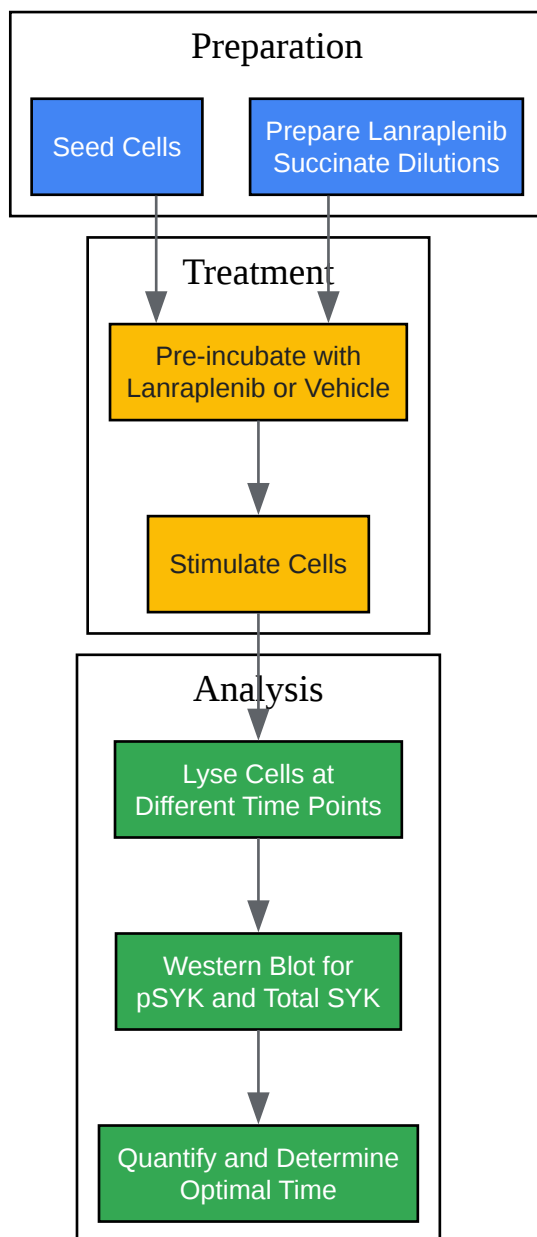 Preparation
Seed Cells
Prepare Lanraplenib
Succinate Dilutions
Treatment
Pre-incubate with
Lanraplenib or Vehicle
Stimulate Cells
Analysis
Lyse Cells at
Different Time Points
Western Blot for
pSYK and Total SYK
Quantify and Determine
Optimal Time